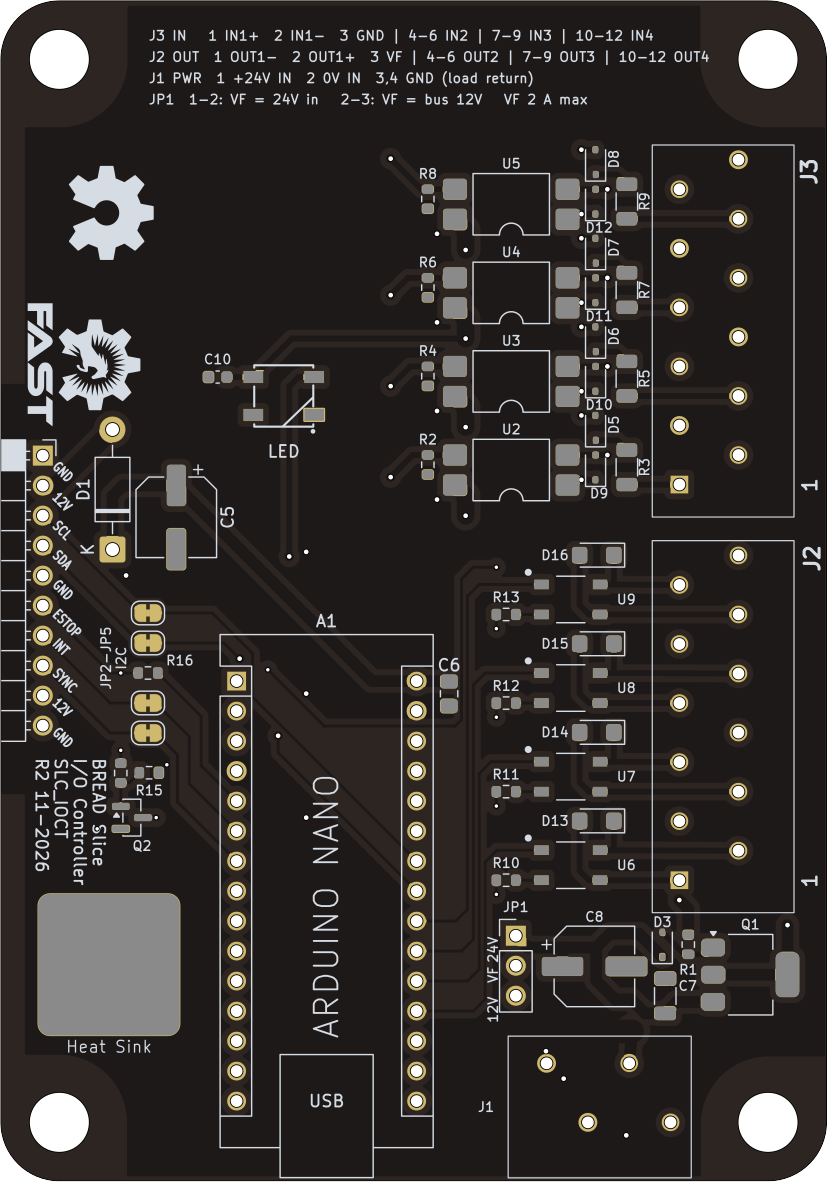 J3 IN 1 IN1+ 2 IN1- 3 GND | 4-6 IN2 | 7-9 IN3 | 10-12 IN4
J2 OUT 1 OUT1- 2 OUT1+ 3 VF | 4-6 OUT2 | 7-9 OUT3 | 10-12 OUT4
J1 PWR 1 +24V IN 2 0V IN 3,4 GND (load return)
JP1 1-2: VF = 24V in 2-3: VF = bus 12V VF 2 A max
R8
U5
D8
R9
D12
J3
R6
U4
D7
R7
D11
R4
U3
D6
R5
D10
R2
U2
D5
R3
D9
1
FAST
C10
LED
D1
K
+
C5
GND
12V
SCL
SDA
GND
ESTOP
INT
SYNC
12V
GND
JP2-JP5
I2C
R16
A1
C6
D16
R13
U9
D15
R12
U8
D14
R11
U7
D13
R10
U6
J2
1
BREAD Slice
I/O Controller
SLC_IOCT
R2 11-2026
R15
Q2
ARDUINO NANO
USB
Heat Sink
JP1
24V
VF
12V
+
C8
D3
R1
C7
Q1
J1